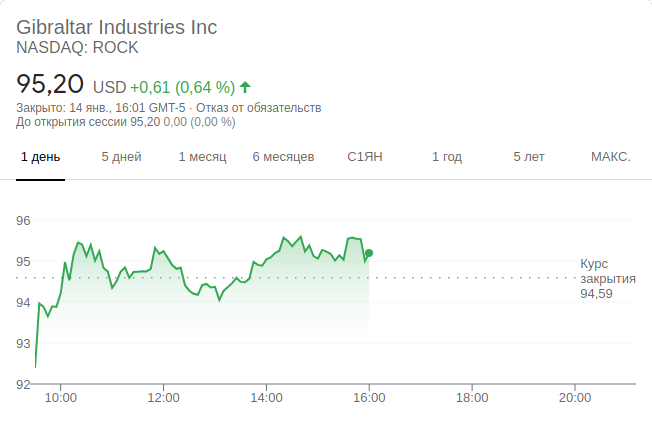 Gibraltar Industries Inc
NASDAQ: ROCK
95,20 USD +0,61 (0,64 %)
Закрыто: 14 янв., 16:01 GMT-5 · Отказ от обязательств
До открытия сессии 95,20 0,00 (0,00 %)
1 день 5 дней 1 месяц 6 месяцев С1ЯН 1 год 5 лет МАКС.
96
95
Курс
закрытия
94,59
94
93
92
10:00 12:00 14:00 16:00 18:00 20:00